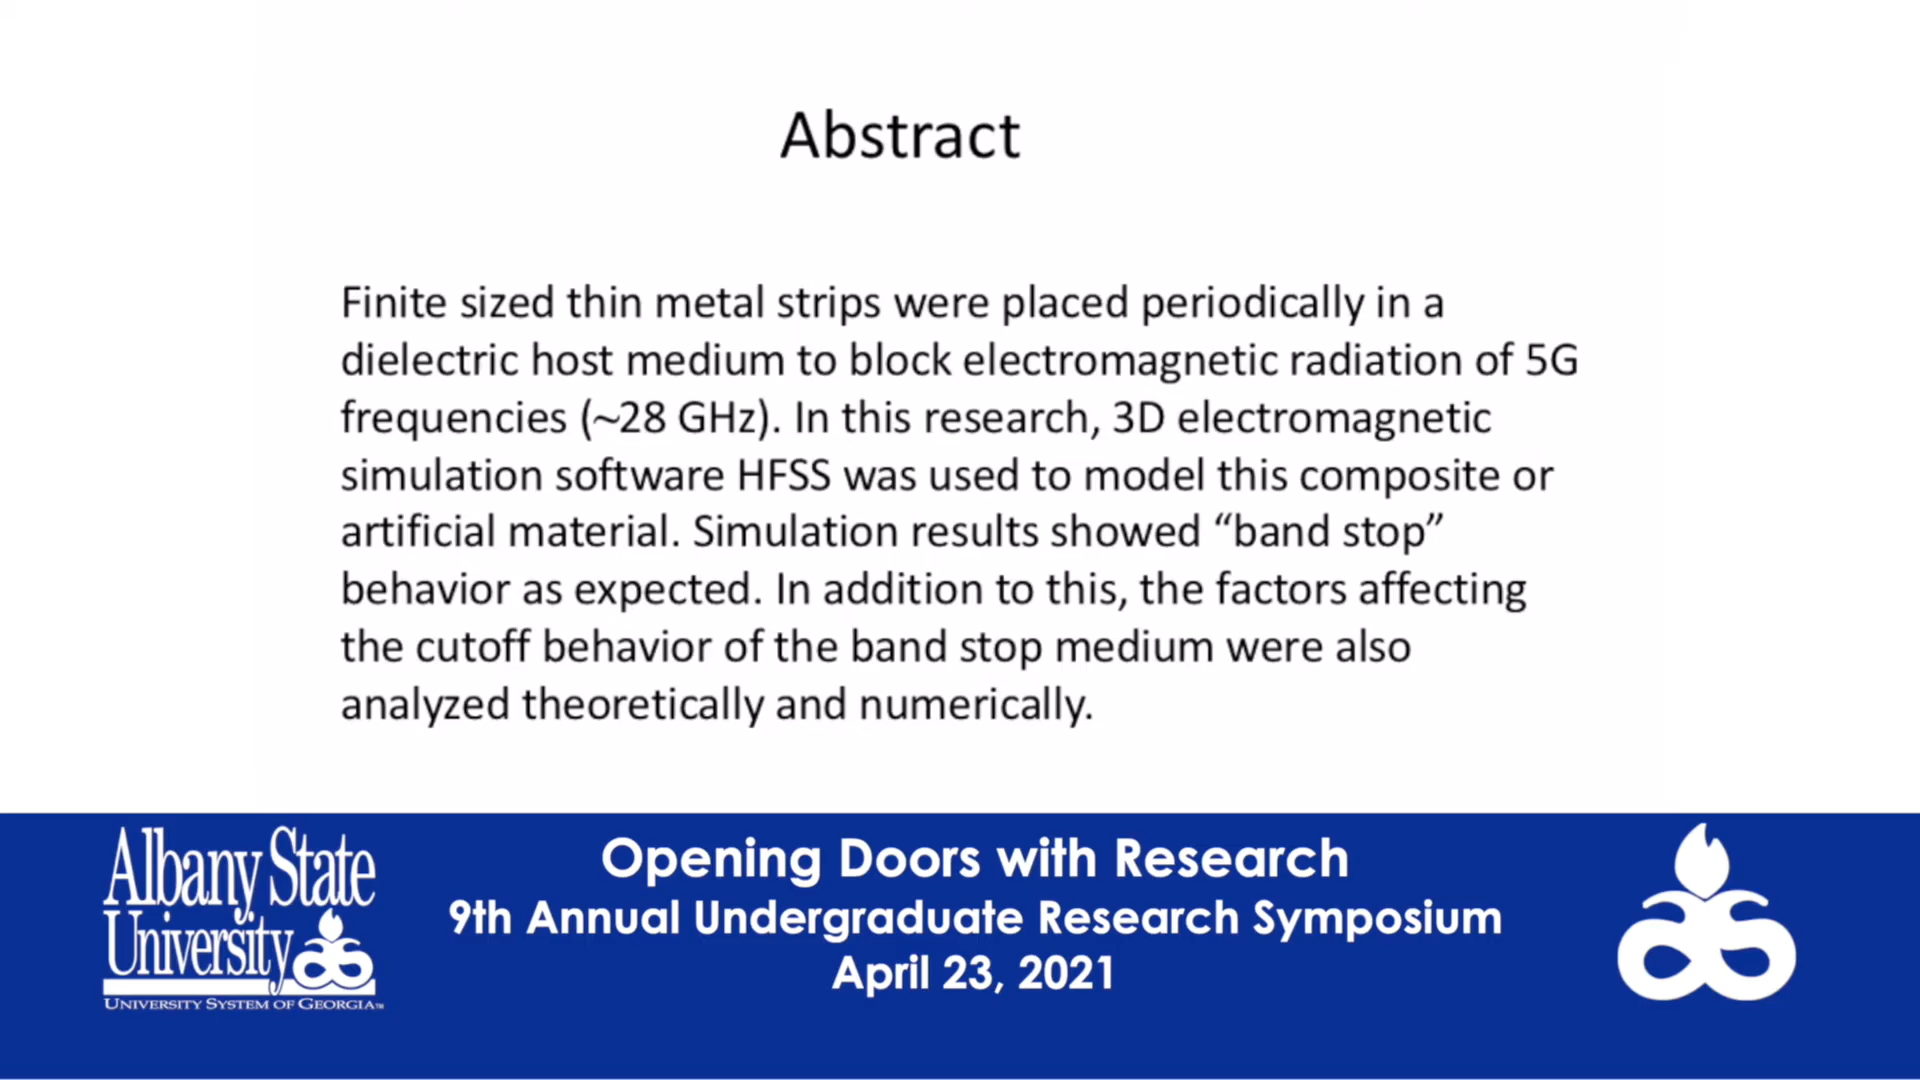 Abstract
Finite sized thin metal strips were placed periodically in a
dielectric host medium to block electromagnetic radiation of 5G
frequencies (~28 GHz). In this research, 3D electromagnetic
simulation software HFSS was used to model this composite or
artificial material. Simulation results showed “band stop”
behavior as expected. In addition to this, the factors affecting
the cutoff behavior of the band stop medium were also
analyzed theoretically and numerically.
Albany State
University
UNIVERSITY SYSTEM OF GEORGIA™
Opening Doors with Research
9th Annual Undergraduate Research Symposium
April 23, 2021